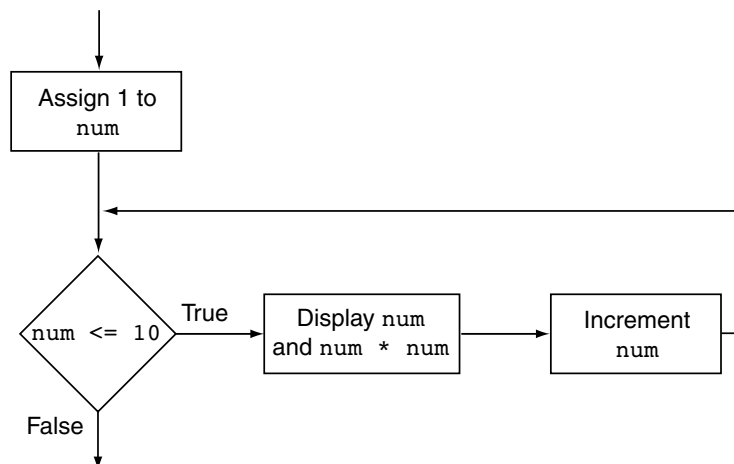 Assign 1 to
num
num <= 10
True
Display num
and num * num
Increment
num
False